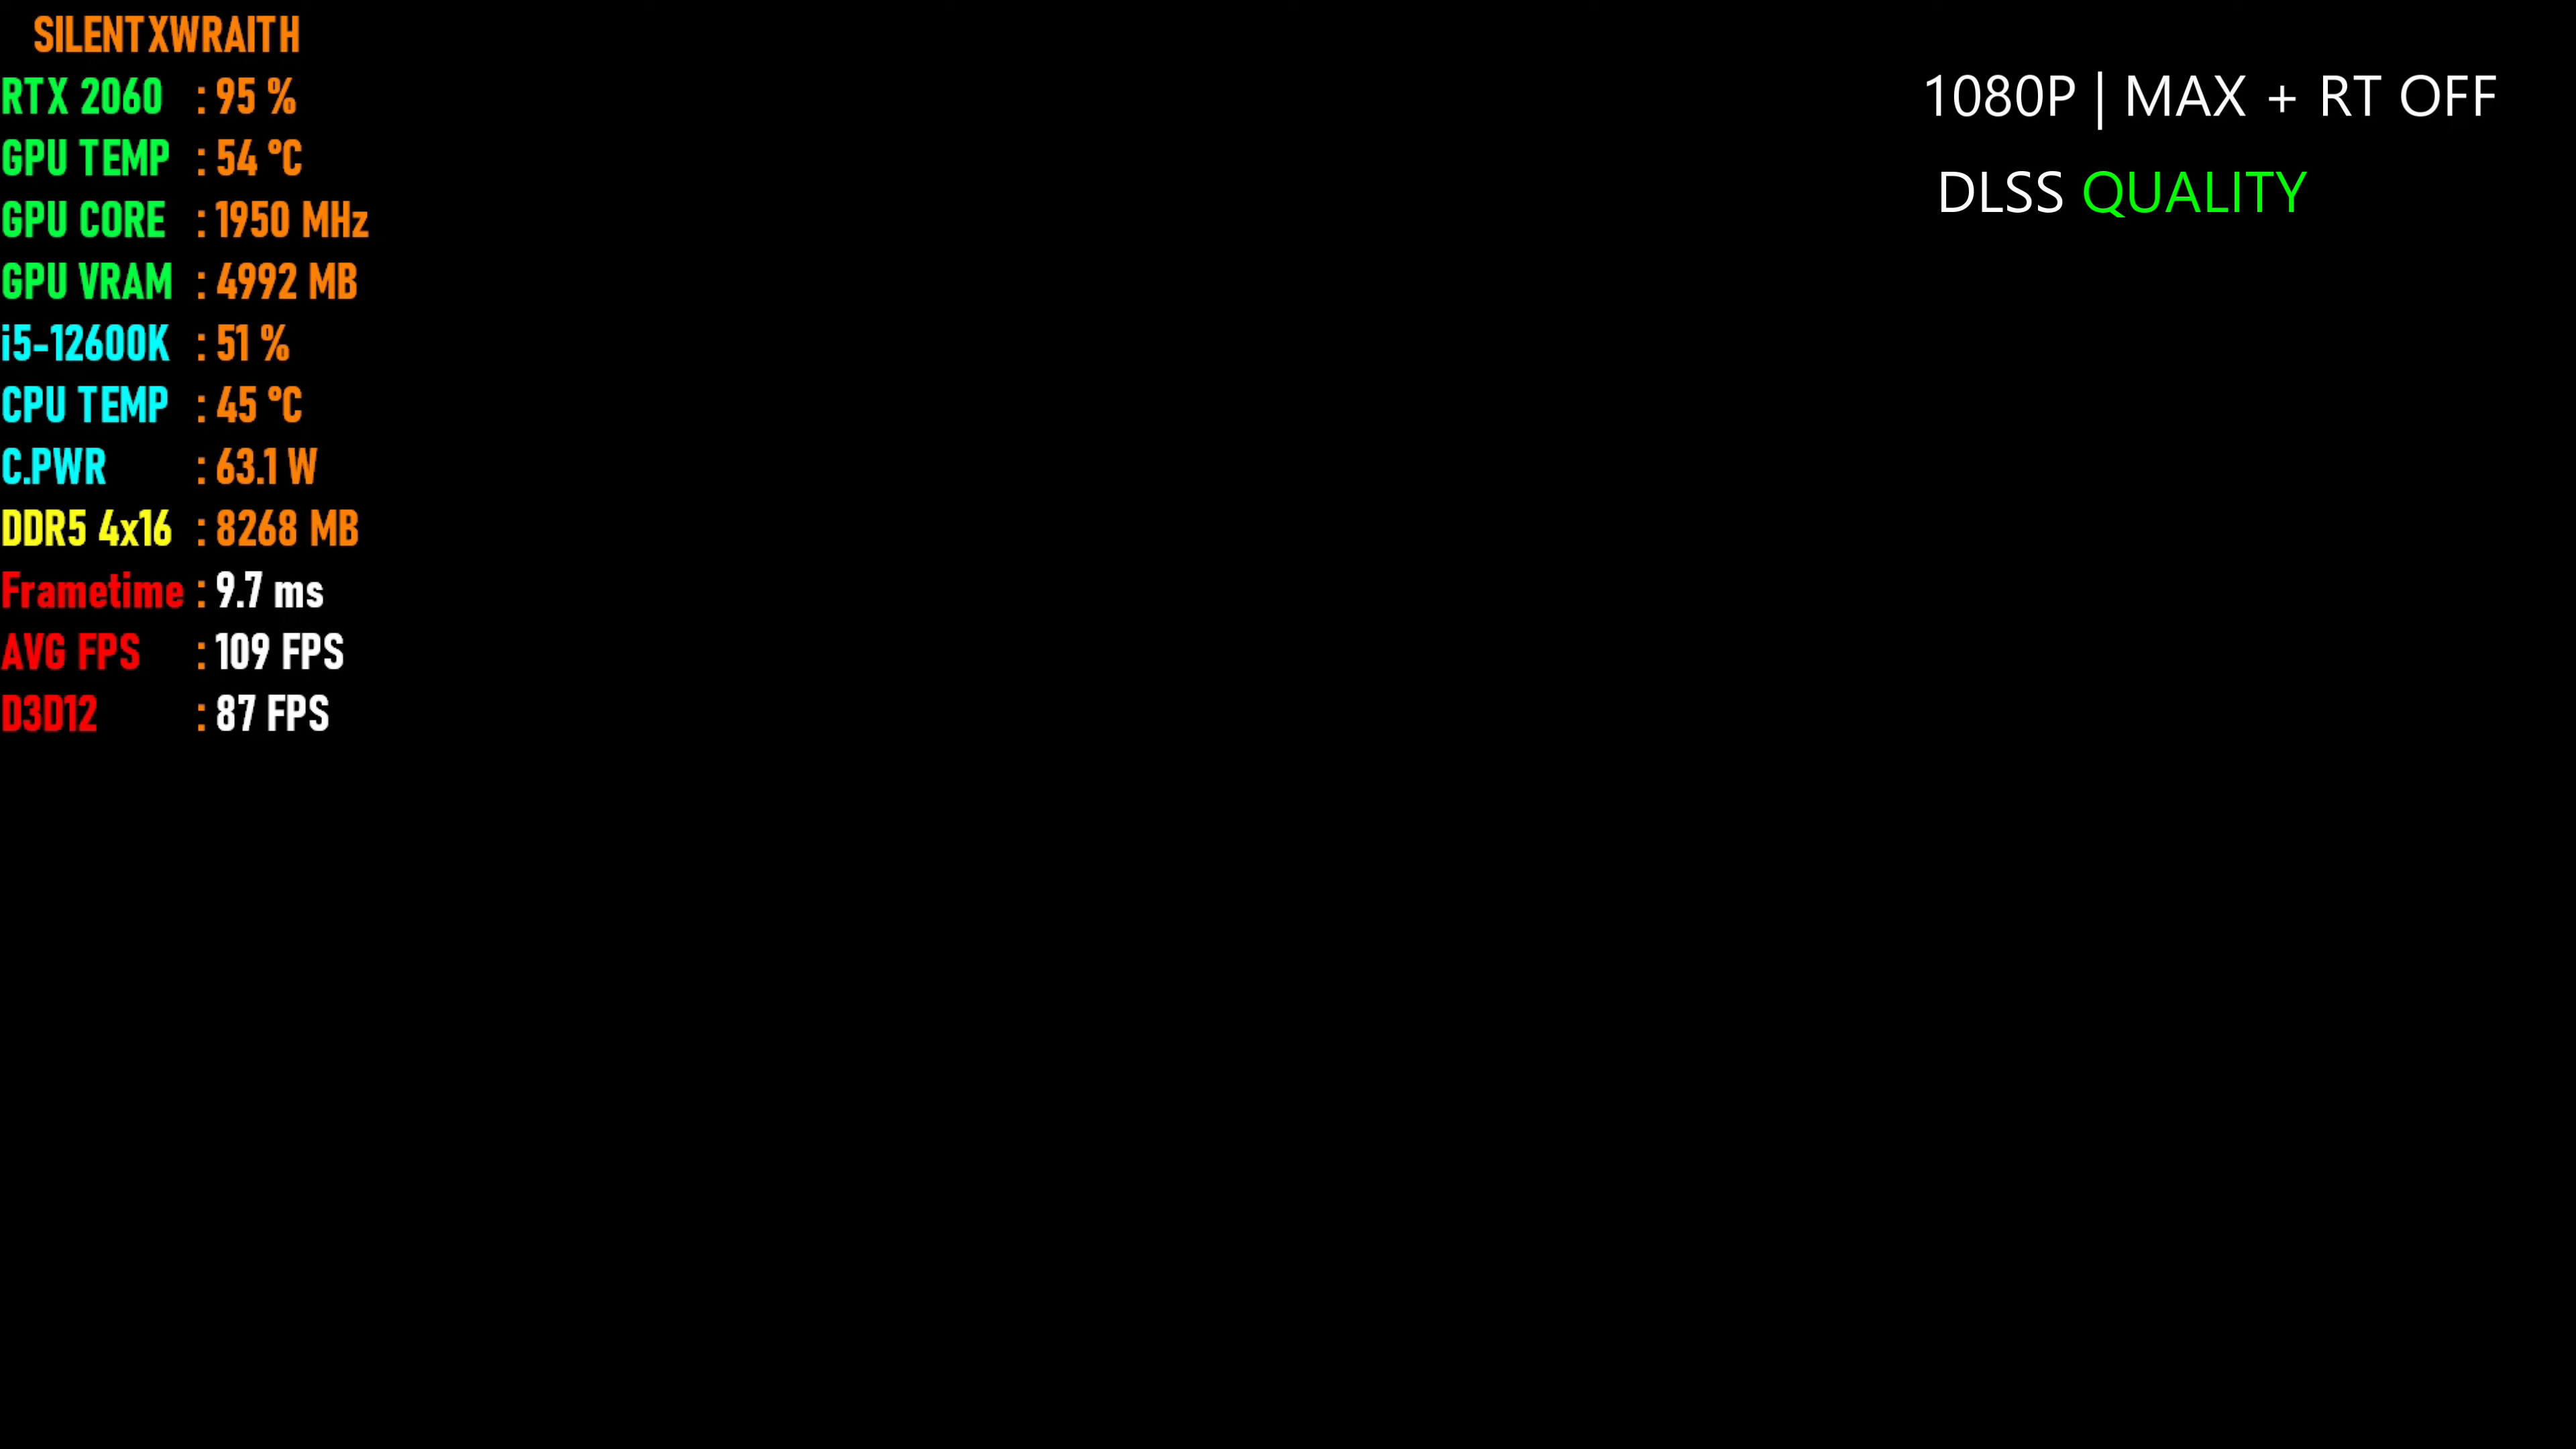 SILENTXWRAITH
RTX 2060 : 95 %
GPU TEMP : 54 °C
GPU CORE : 1950 MHz
GPU VRAM : 4992 MB
i5-12600K : 51 %
CPU TEMP : 45 °C
C.PWR : 63.1 W
DDR5 4x16 : 8268 MB
Frametime : 9.7 ms
AVG FPS : 109 FPS
D3D12 : 87 FPS
1080P | MAX + RT OFF
DLSS QUALITY